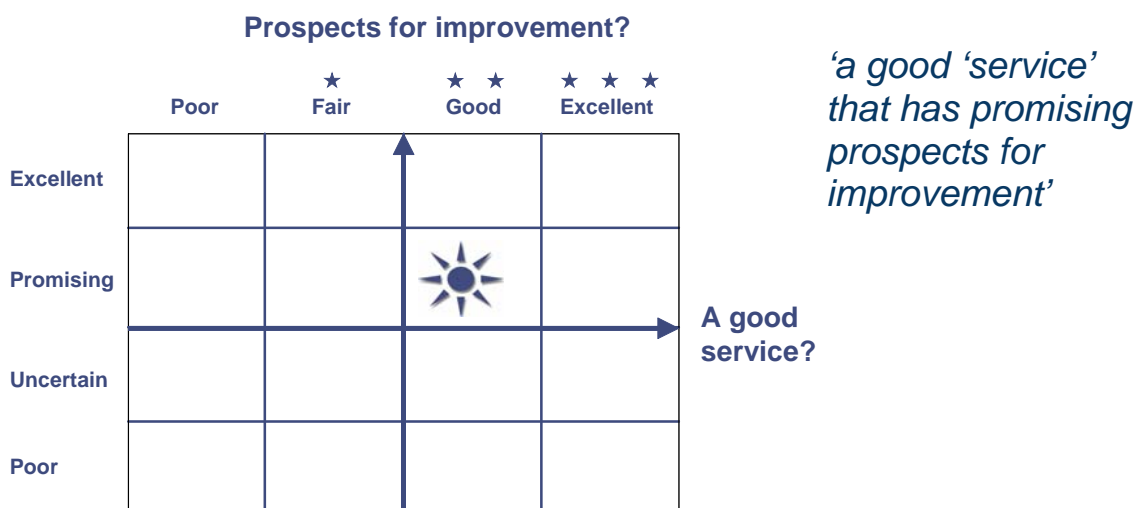 Prospects for improvement?
‘a good ‘service’
that has promising
prospects for
improvement’
★ ★ ★ ★ ★ ★
Poor Fair Good Excellent
Excellent
Promising
A good
service?
Uncertain
Poor